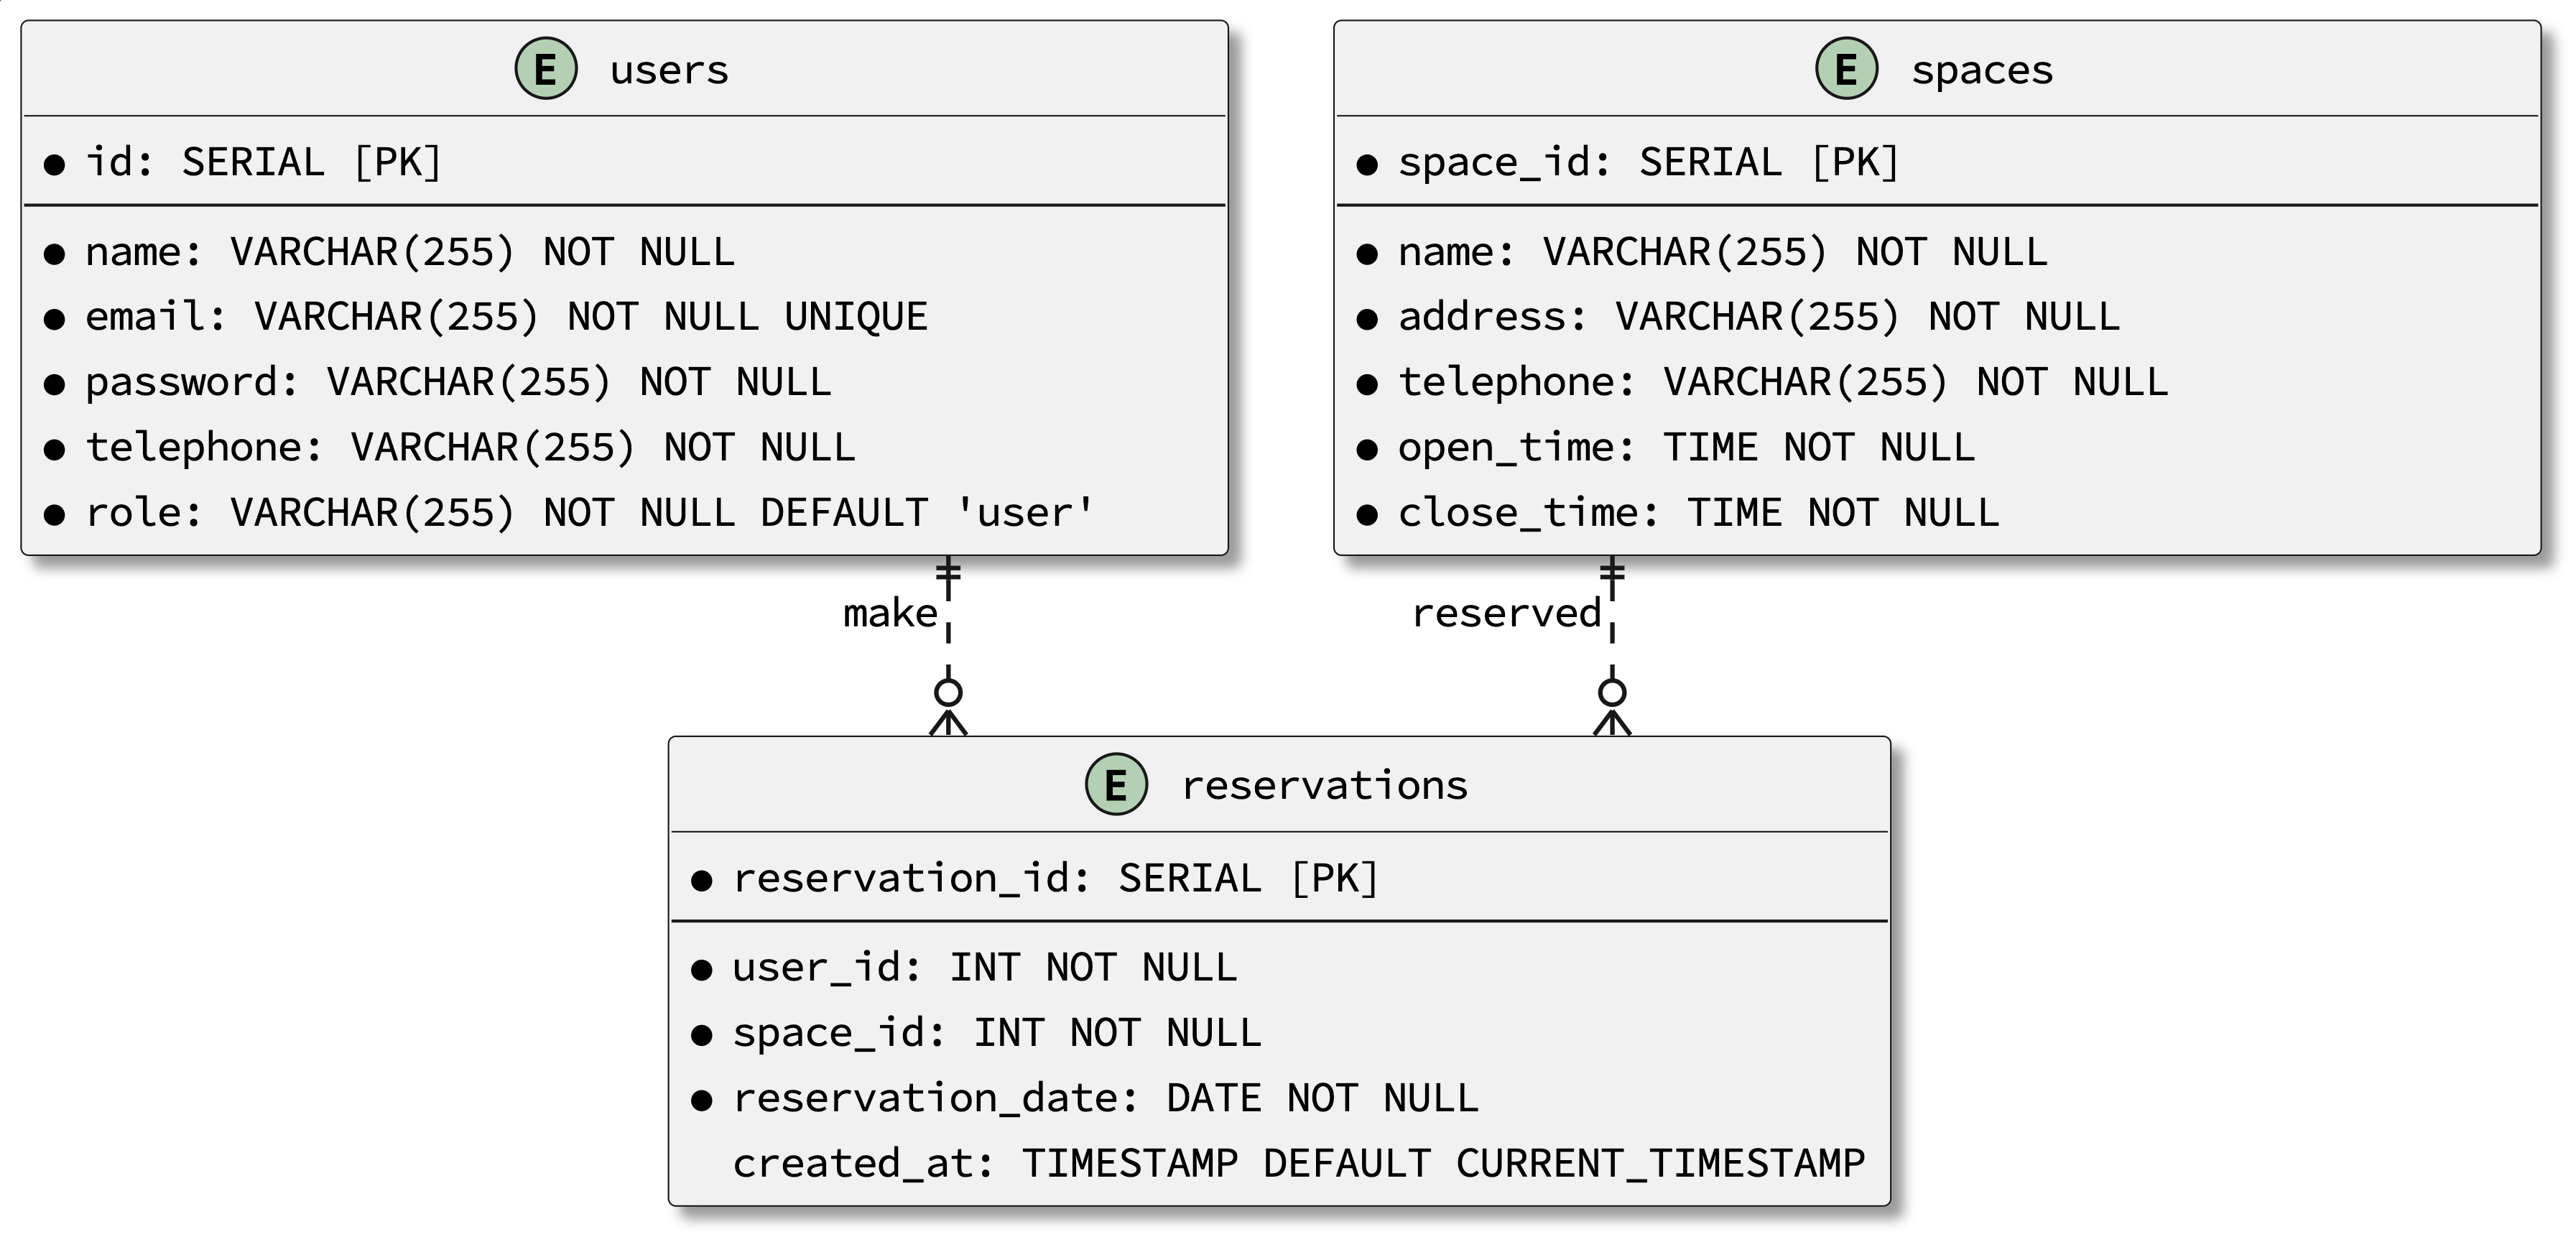 E users
id: SERIAL [PK]
name: VARCHAR(255) NOT NULL
email: VARCHAR(255) NOT NULL UNIQUE
password: VARCHAR(255) NOT NULL
telephone: VARCHAR(255) NOT NULL
role: VARCHAR(255) NOT NULL DEFAULT 'user'
E spaces
space_id: SERIAL [PK]
name: VARCHAR(255) NOT NULL
address: VARCHAR(255) NOT NULL
telephone: VARCHAR(255) NOT NULL
open_time: TIME NOT NULL
close_time: TIME NOT NULL
make
reserved
E reservations
reservation_id: SERIAL [PK]
user_id: INT NOT NULL
space_id: INT NOT NULL
reservation_date: DATE NOT NULL
created_at: TIMESTAMP DEFAULT CURRENT_TIMESTAMP